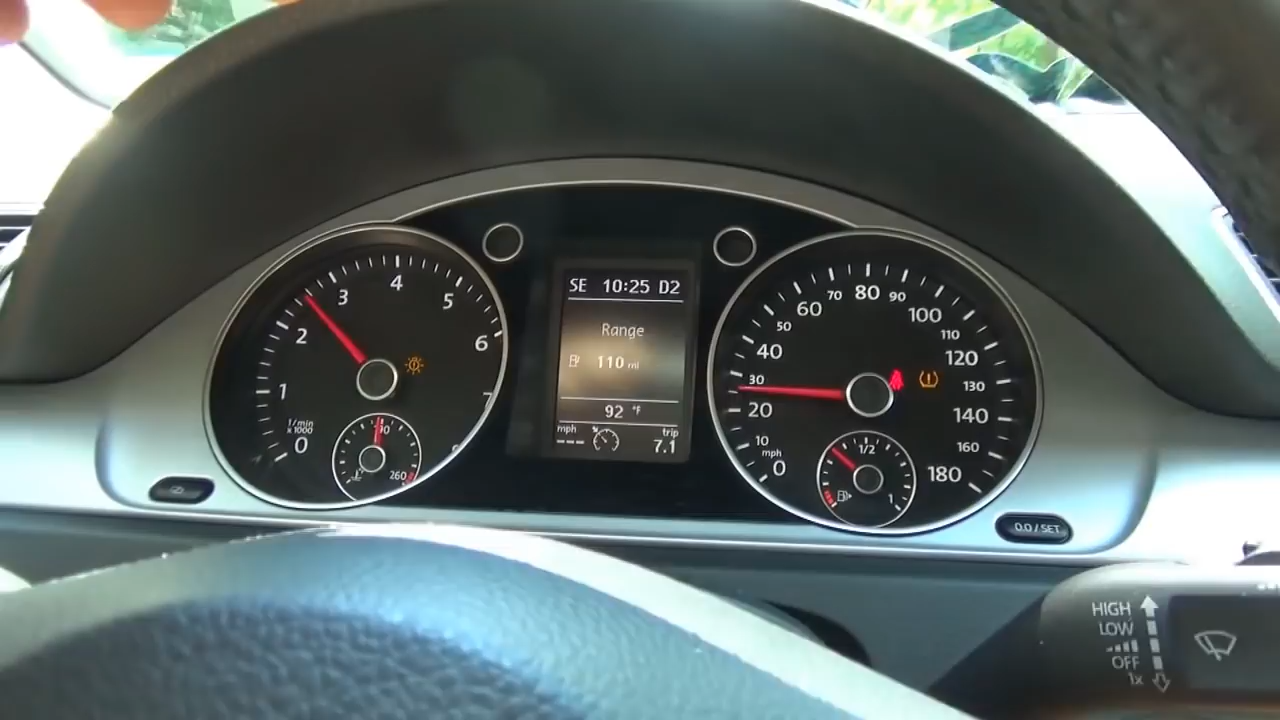 SE 10:25 D2
Range
110 mi
92 °F
mph
trip
---
7.1
0
1
2
3
4
5
6
7
1/min
x 1000
90
260
0
10
20
30
40
50
60
70
80
90
100
110
120
130
140
160
180
mph
1/2
1
0.0 / SET
HIGH
LOW
OFF
1x